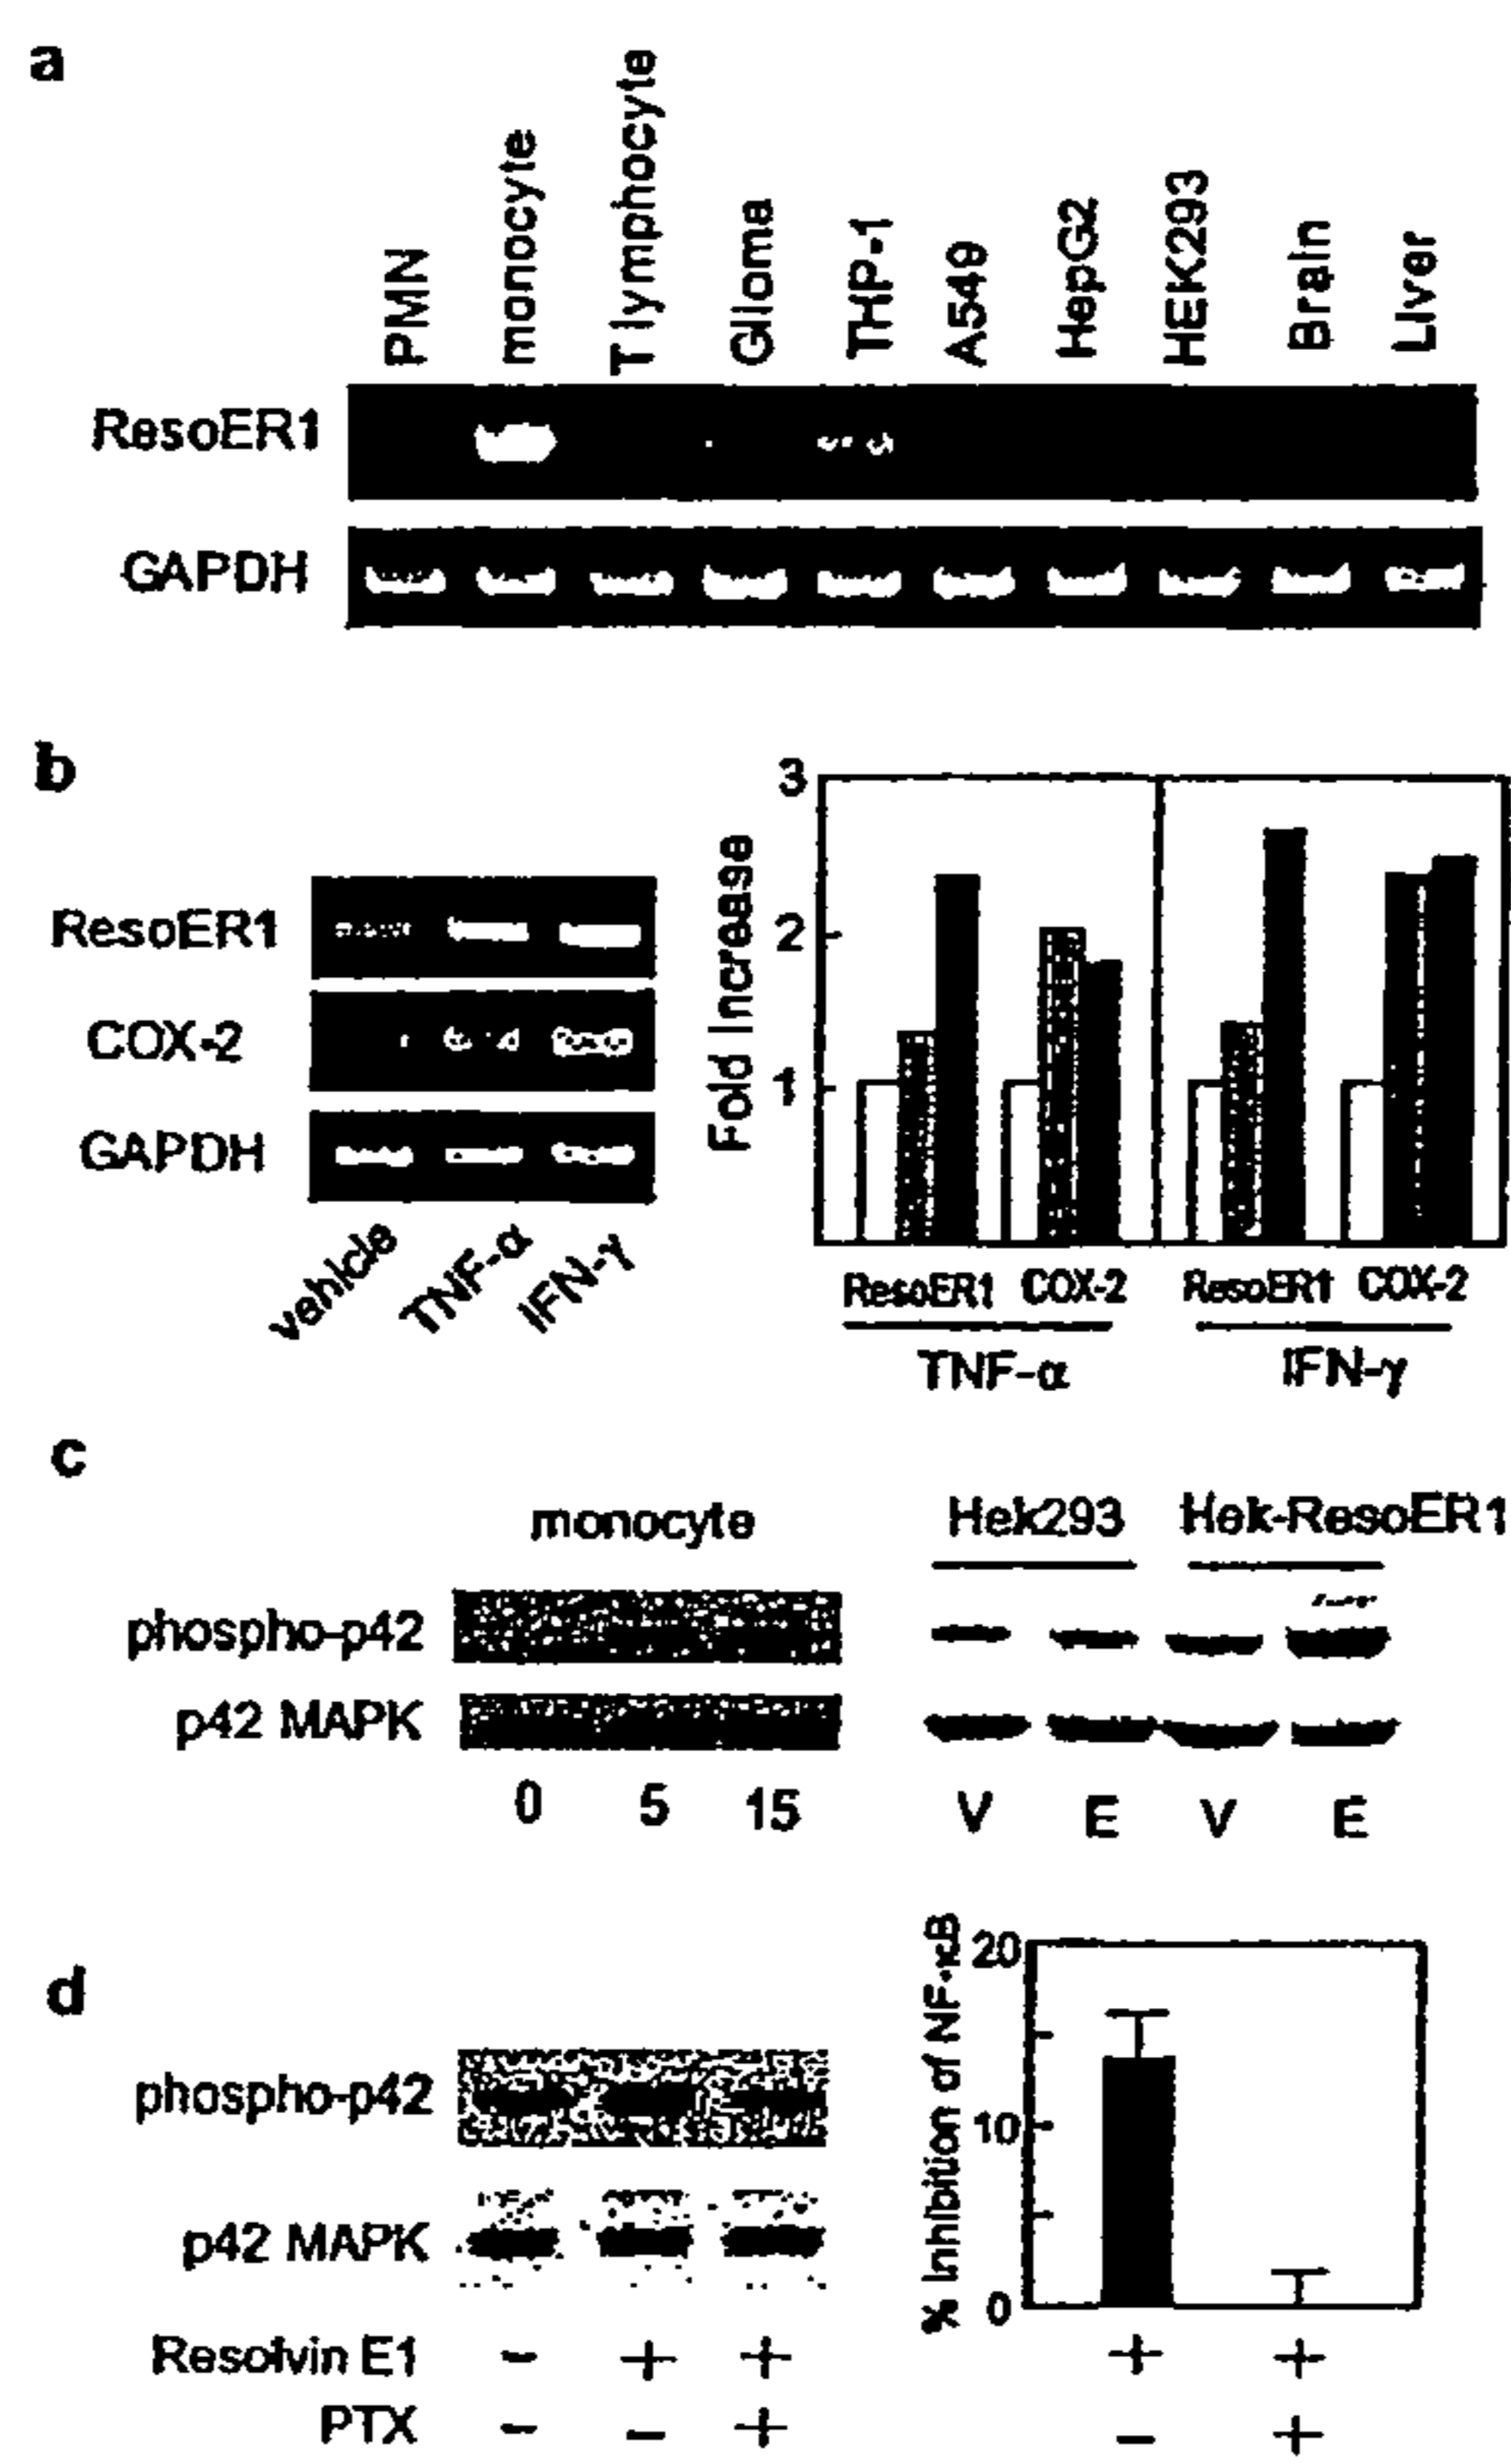 a
PMN
monocyte
T lymphocyte
Glioma
THP-1
A549
HepG2
HEK293
Brain
Liver
ResoER1
GAPDH
b
ResoER1
COX-2
GAPDH
vehicle
TNF-α
IFN-γ
Fold Increase
3
2
1
ResoER1 COX-2 ResoER1 COX-2
TNF-α IFN-γ
c
monocyte Hek293 Hek-ResoER1
phospho-p42
p42 MAPK
0 5 15 V E V E
d
phospho-p42
p42 MAPK
Resolvin E1 - + +
PTX - - +
% Inhibition of NF-κB
20
10
0
+ +
- +